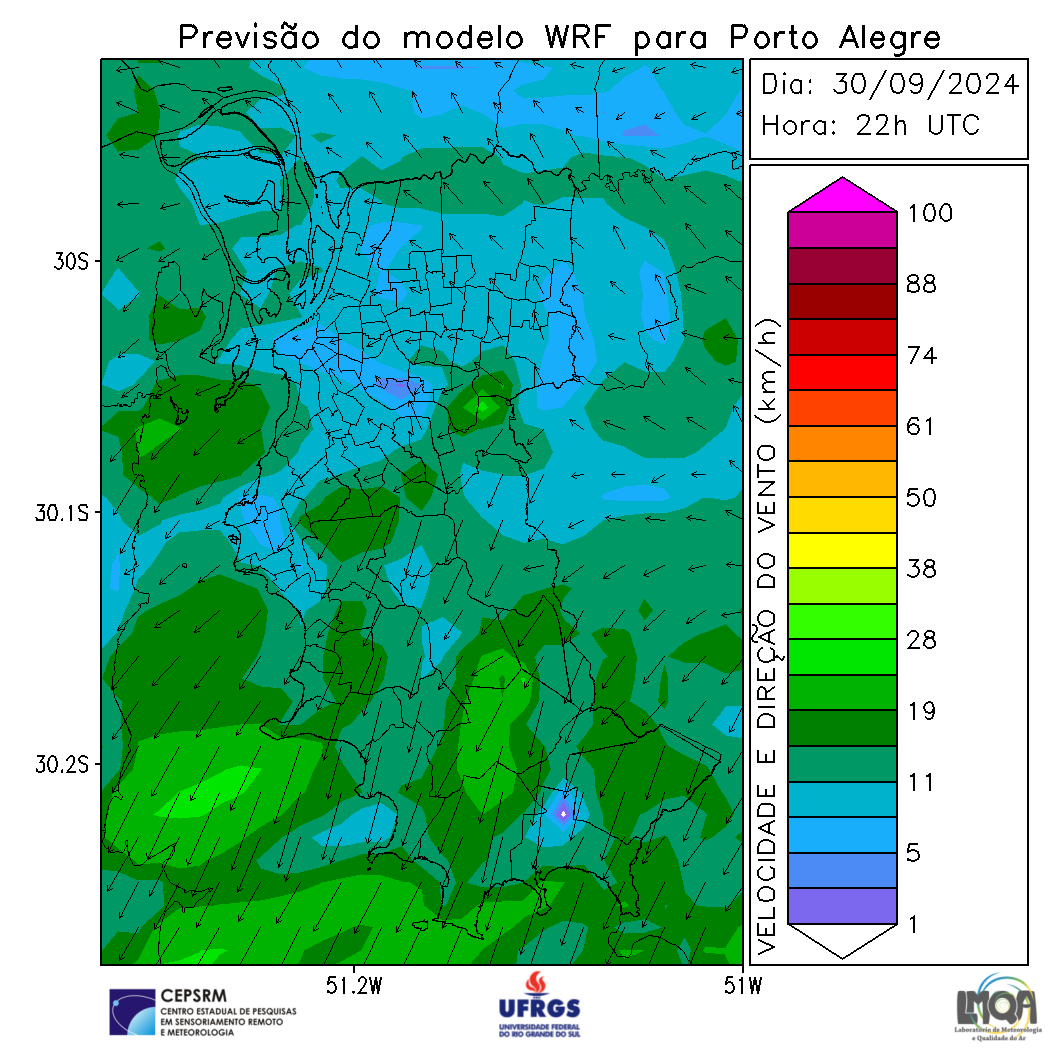 Previsão do modelo WRF para Porto Alegre
Dia: 30/09/2024
Hora: 22h UTC
30S
30.1S
30.2S
51.2W
51W
VELOCIDADE E DIREÇÃO DO VENTO (km/h)
100
88
74
61
50
38
28
19
11
5
1
CEPSRM
CENTRO ESTADUAL DE PESQUISAS
EM SENSORIAMENTO REMOTO
E METEOROLOGIA
UFRGS
UNIVERSIDADE FEDERAL
DO RIO GRANDE DO SUL
LMQA
Laboratório de Meteorologia
e Qualidade do Ar